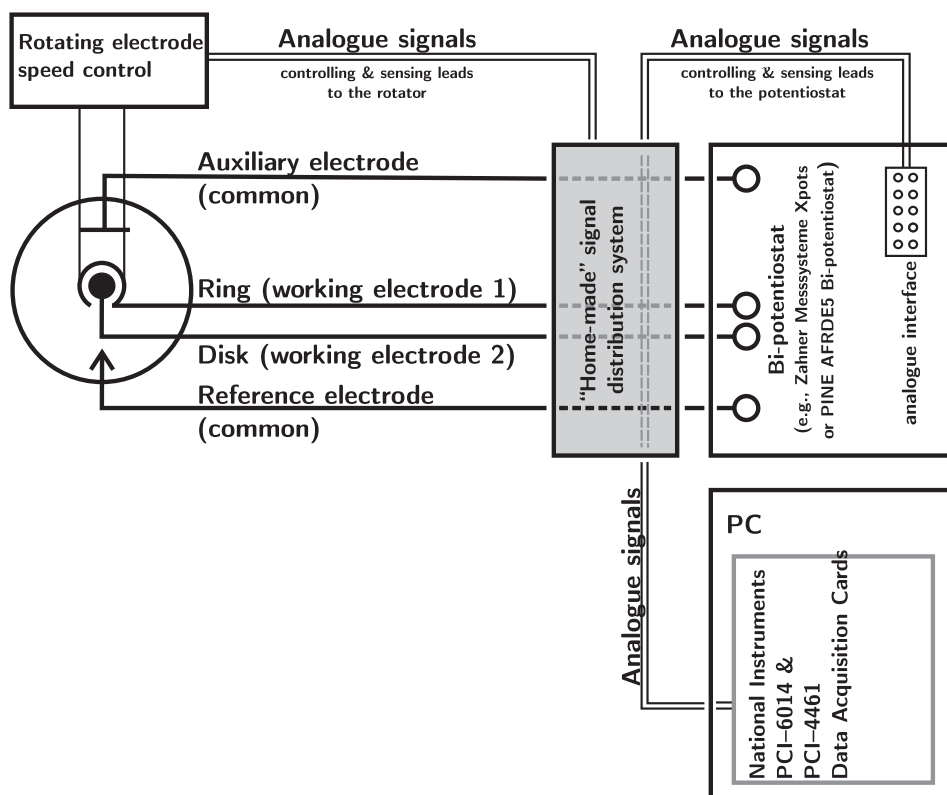 Rotating electrode
speed control
Analogue signals
controlling & sensing leads
to the rotator
Analogue signals
controlling & sensing leads
to the potentiostat
Auxiliary electrode
(common)
Ring (working electrode 1)
Disk (working electrode 2)
Reference electrode
(common)
“Home-made” signal
distribution system
Bi-potentiostat
(e.g., Zahner Messsysteme Xpots
or PINE AFRDE5 Bi-potentiostat)
analogue interface
Analogue signals
PC
National Instruments
PCI–6014 &
PCI–4461
Data Acquisition Cards